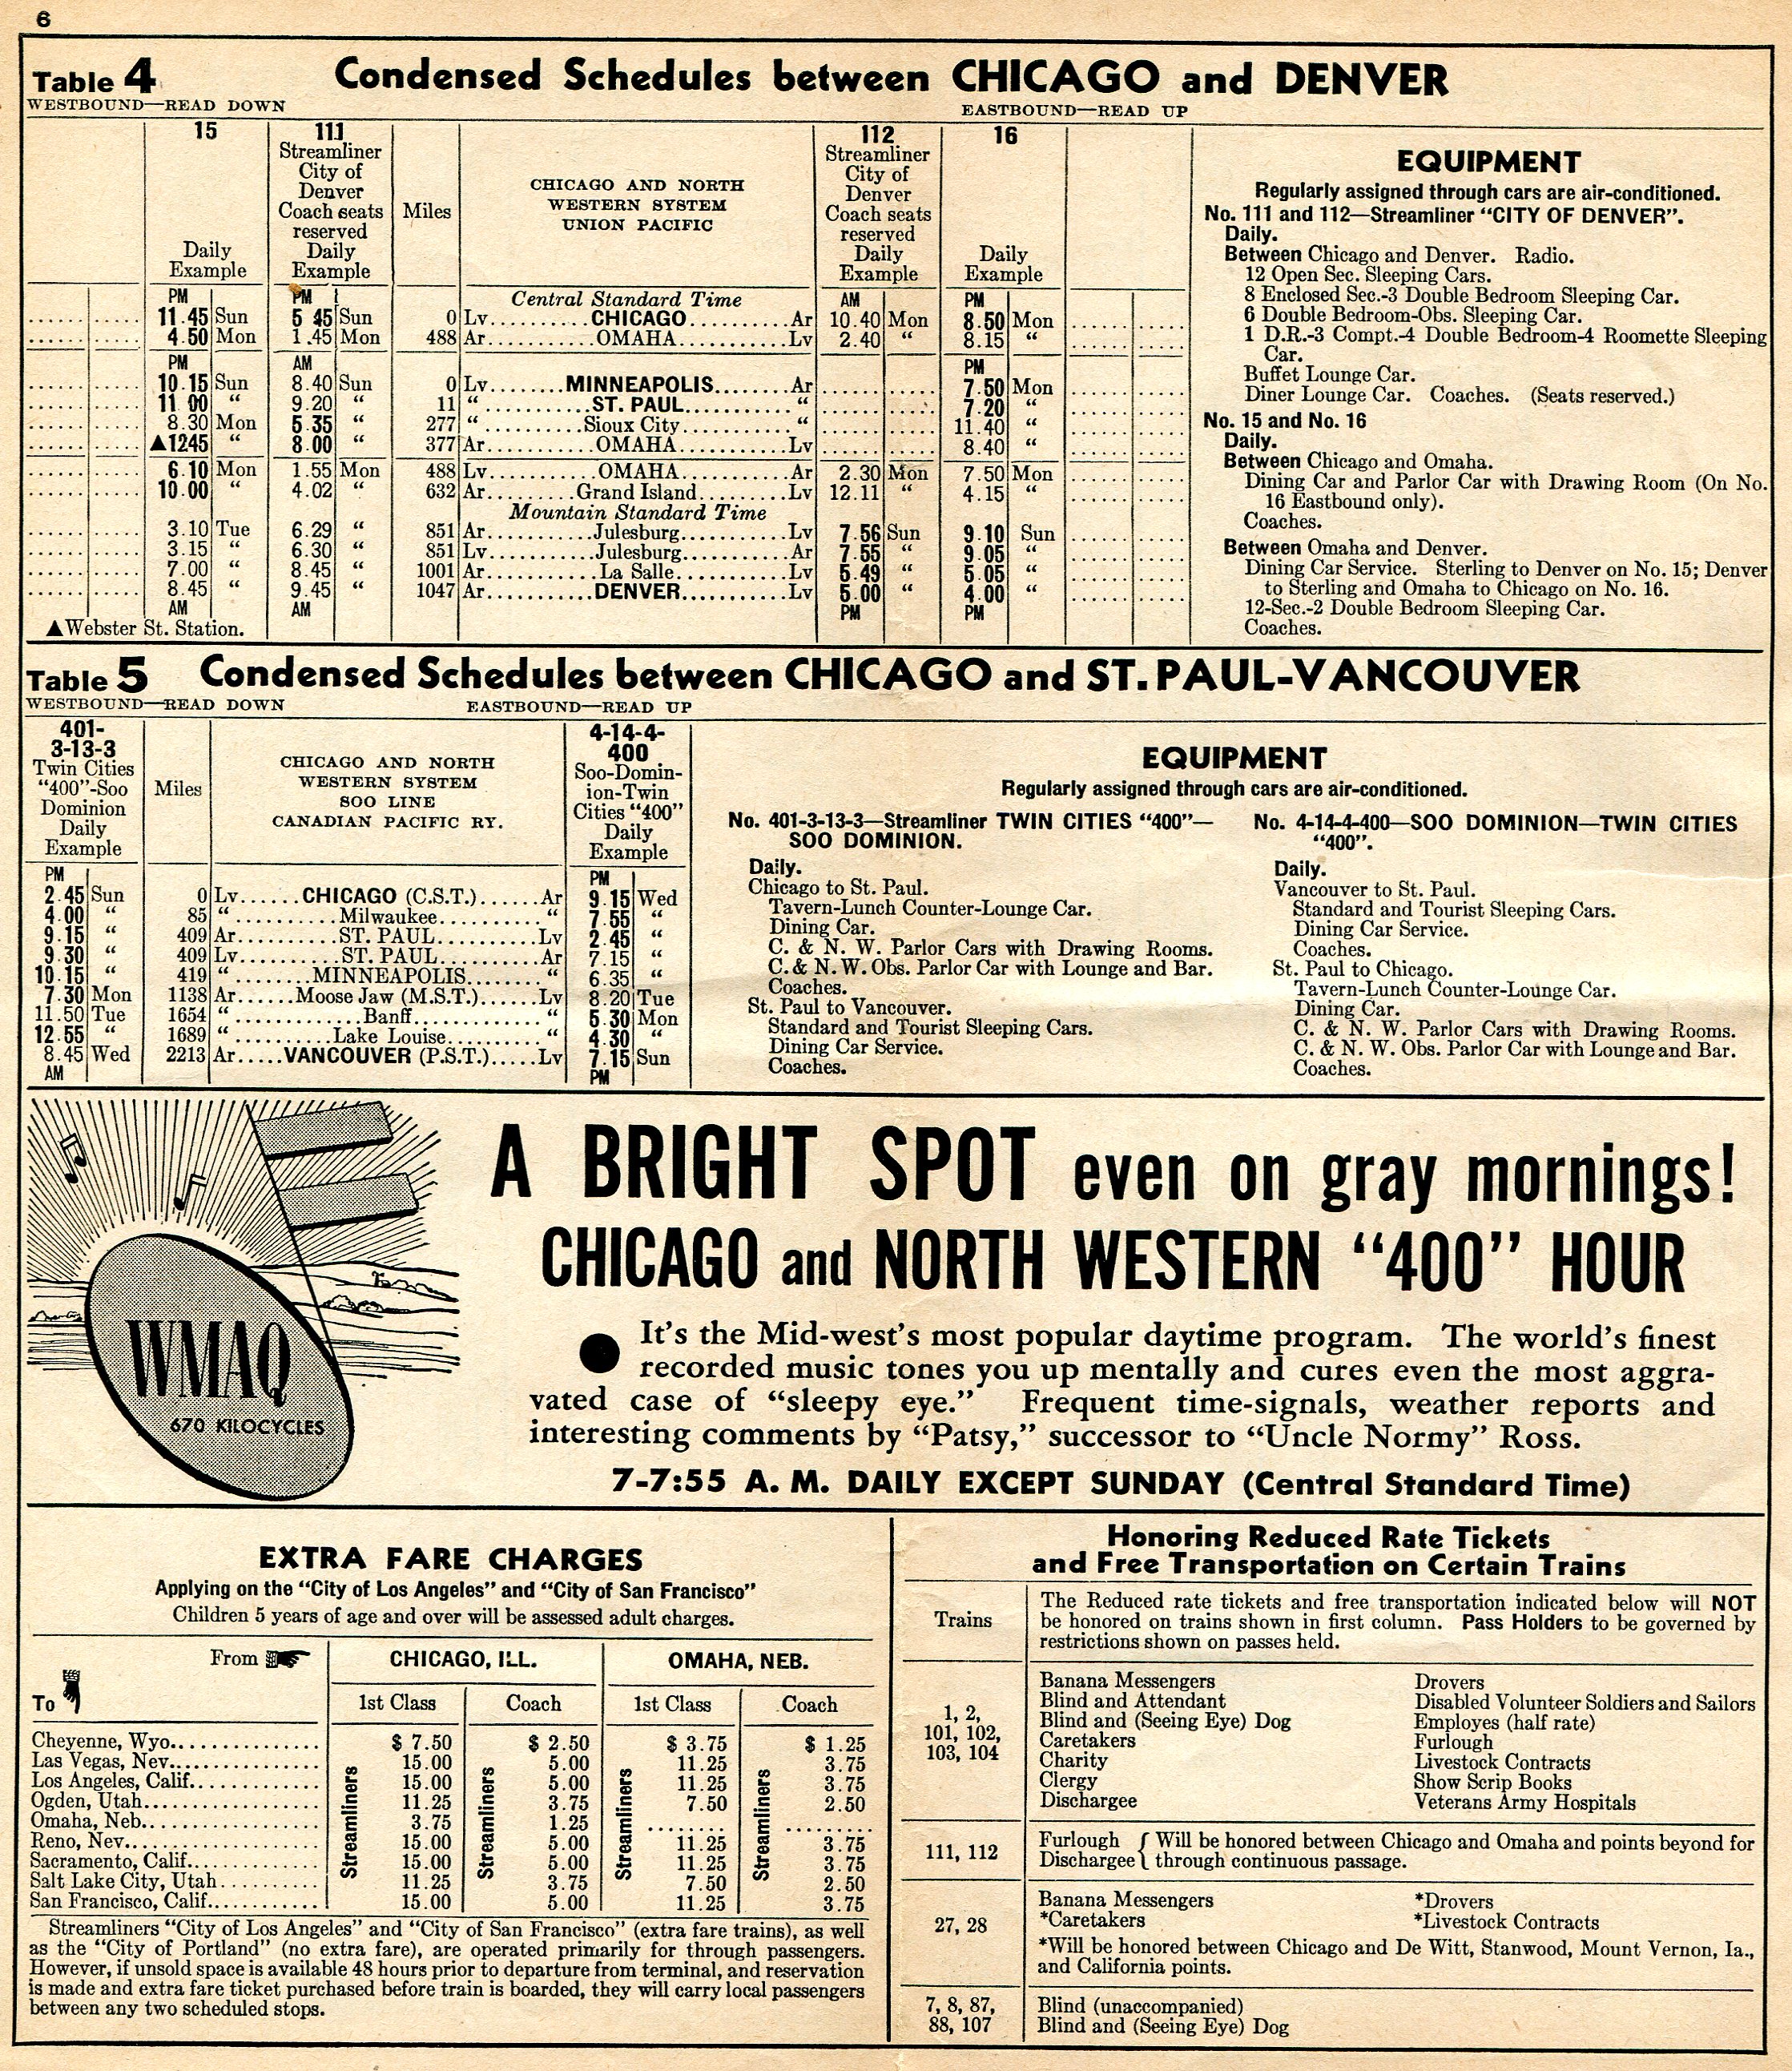 6
Table 4 Condensed Schedules between CHICAGO and DENVER
WESTBOUND—READ DOWN EASTBOUND—READ UP
15 111 112 16
Streamliner Streamliner
City of City of
Denver Denver
Coach seats Miles CHICAGO AND NORTH Coach seats
reserved WESTERN SYSTEM reserved
Daily Daily UNION PACIFIC Daily Daily
Example Example Example Example
PM PM Central Standard Time AM PM
11.45 Sun 5 45 Sun 0 Lv..........CHICAGO..........Ar 10.40 Mon 8.50 Mon
4.50 Mon 1.45 Mon 488 Ar..........OMAHA..........Lv 2.40 “ 8.15 “
PM AM PM
10.15 Sun 8.40 Sun 0 Lv........MINNEAPOLIS........Ar 7.50 Mon
11 00 “ 9.20 “ 11 “..........ST. PAUL..........“ 7.20 “
8.30 Mon 5.35 “ 277 “..........Sioux City..........“ 11.40 “
▲1245 “ 8.00 “ 377 Ar..........OMAHA..........Lv 8.40 “
6.10 Mon 1.55 Mon 488 Lv..........OMAHA..........Ar 2.30 Mon 7.50 Mon
10.00 “ 4.02 “ 632 Ar........Grand Island........Lv 12.11 “ 4.15 “
Mountain Standard Time
3.10 Tue 6.29 “ 851 Ar..........Julesburg..........Lv 7.56 Sun 9.10 Sun
3.15 “ 6.30 “ 851 Lv..........Julesburg..........Ar 7.55 “ 9.05 “
7.00 “ 8.45 “ 1001 Ar..........La Salle..........Lv 5.49 “ 5.05 “
8.45 “ 9.45 “ 1047 Ar..........DENVER..........Lv 5.00 “ 4.00 “
AM AM PM PM
▲Webster St. Station.
EQUIPMENT
Regularly assigned through cars are air-conditioned.
No. 111 and 112—Streamliner “CITY OF DENVER”.
Daily.
Between Chicago and Denver. Radio.
12 Open Sec. Sleeping Cars.
8 Enclosed Sec.-3 Double Bedroom Sleeping Car.
6 Double Bedroom-Obs. Sleeping Car.
1 D.R.-3 Compt.-4 Double Bedroom-4 Roomette Sleeping
Car.
Buffet Lounge Car.
Diner Lounge Car. Coaches. (Seats reserved.)
No. 15 and No. 16
Daily.
Between Chicago and Omaha.
Dining Car and Parlor Car with Drawing Room (On No.
16 Eastbound only).
Coaches.
Between Omaha and Denver.
Dining Car Service. Sterling to Denver on No. 15; Denver
to Sterling and Omaha to Chicago on No. 16.
12-Sec.-2 Double Bedroom Sleeping Car.
Coaches.
Table 5 Condensed Schedules between CHICAGO and ST. PAUL-VANCOUVER
WESTBOUND—READ DOWN EASTBOUND—READ UP
401- 4-14-4-
3-13-3 400
Twin Cities CHICAGO AND NORTH Soo-Domin-
“400”-Soo Miles WESTERN SYSTEM ion-Twin
Dominion SOO LINE Cities “400”
Daily CANADIAN PACIFIC RY. Daily
Example Example
PM PM
2.45 Sun 0 Lv......CHICAGO (C.S.T.)......Ar 9.15 Wed
4.00 “ 85 “..........Milwaukee..........“ 7.55 “
9.15 “ 409 Ar..........ST. PAUL..........Lv 2.45 “
9.30 “ 409 Lv..........ST. PAUL..........Ar 7.15 “
10.15 “ 419 “........MINNEAPOLIS........“ 6.35 “
7.30 Mon 1138 Ar......Moose Jaw (M.S.T.)......Lv 8.20 Tue
11.50 Tue 1654 “............Banff............“ 5.30 Mon
12.55 “ 1689 “..........Lake Louise..........“ 4.30 “
8.45 Wed 2213 Ar.....VANCOUVER (P.S.T.).....Lv 7.15 Sun
AM PM
EQUIPMENT
Regularly assigned through cars are air-conditioned.
No. 401-3-13-3—Streamliner TWIN CITIES “400”—
SOO DOMINION.
Daily.
Chicago to St. Paul.
Tavern-Lunch Counter-Lounge Car.
Dining Car.
C. & N. W. Parlor Cars with Drawing Rooms.
C. & N. W. Obs. Parlor Car with Lounge and Bar.
Coaches.
St. Paul to Vancouver.
Standard and Tourist Sleeping Cars.
Dining Car Service.
Coaches.
No. 4-14-4-400—SOO DOMINION—TWIN CITIES
“400”.
Daily.
Vancouver to St. Paul.
Standard and Tourist Sleeping Cars.
Dining Car Service.
Coaches.
St. Paul to Chicago.
Tavern-Lunch Counter-Lounge Car.
Dining Car.
C. & N. W. Parlor Cars with Drawing Rooms.
C. & N. W. Obs. Parlor Car with Lounge and Bar.
Coaches.
WMAQ
670 KILOCYCLES
A BRIGHT SPOT even on gray mornings!
CHICAGO and NORTH WESTERN “400” HOUR
● It’s the Mid-west’s most popular daytime program. The world’s finest
recorded music tones you up mentally and cures even the most aggra-
vated case of “sleepy eye.” Frequent time-signals, weather reports and
interesting comments by “Patsy,” successor to “Uncle Normy” Ross.
7-7:55 A. M. DAILY EXCEPT SUNDAY (Central Standard Time)
EXTRA FARE CHARGES
Applying on the “City of Los Angeles” and “City of San Francisco”
Children 5 years of age and over will be assessed adult charges.
From CHICAGO, ILL. OMAHA, NEB.
To 1st Class Coach 1st Class Coach
Streamliners Streamliners Streamliners Streamliners
Cheyenne, Wyo............... $ 7.50 $ 2.50 $ 3.75 $ 1.25
Las Vegas, Nev............... 15.00 5.00 11.25 3.75
Los Angeles, Calif............ 15.00 5.00 11.25 3.75
Ogden, Utah................. 11.25 3.75 7.50 2.50
Omaha, Neb................. 3.75 1.25 ........ ........
Reno, Nev................... 15.00 5.00 11.25 3.75
Sacramento, Calif............ 15.00 5.00 11.25 3.75
Salt Lake City, Utah.......... 11.25 3.75 7.50 2.50
San Francisco, Calif........... 15.00 5.00 11.25 3.75
Streamliners “City of Los Angeles” and “City of San Francisco” (extra fare trains), as well
as the “City of Portland” (no extra fare), are operated primarily for through passengers.
However, if unsold space is available 48 hours prior to departure from terminal, and reservation
is made and extra fare ticket purchased before train is boarded, they will carry local passengers
between any two scheduled stops.
Honoring Reduced Rate Tickets
and Free Transportation on Certain Trains
Trains
The Reduced rate tickets and free transportation indicated below will NOT
be honored on trains shown in first column. Pass Holders to be governed by
restrictions shown on passes held.
1, 2,
101, 102,
103, 104
Banana Messengers Drovers
Blind and Attendant Disabled Volunteer Soldiers and Sailors
Blind and (Seeing Eye) Dog Employes (half rate)
Caretakers Furlough
Charity Livestock Contracts
Clergy Show Scrip Books
Dischargee Veterans Army Hospitals
111, 112
Furlough { Will be honored between Chicago and Omaha and points beyond for
Dischargee { through continuous passage.
27, 28
Banana Messengers *Drovers
*Caretakers *Livestock Contracts
*Will be honored between Chicago and De Witt, Stanwood, Mount Vernon, Ia.,
and California points.
7, 8, 87, Blind (unaccompanied)
88, 107 Blind and (Seeing Eye) Dog